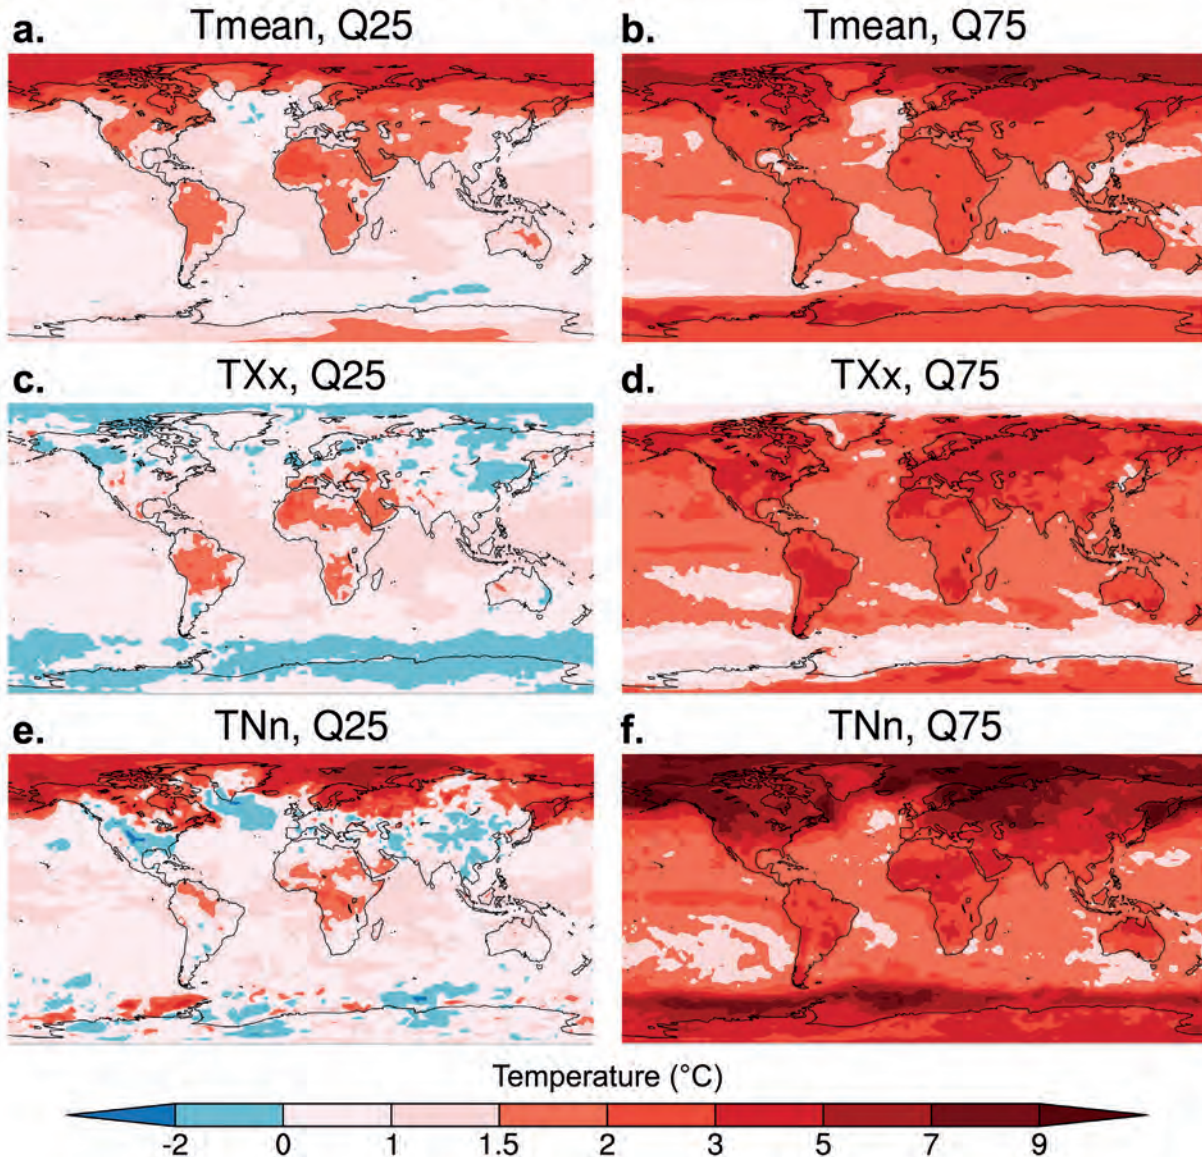 a. Tmean, Q25
b. Tmean, Q75
c. TXx, Q25
d. TXx, Q75
e. TNn, Q25
f. TNn, Q75
Temperature (°C)
-2 0 1 1.5 2 3 5 7 9